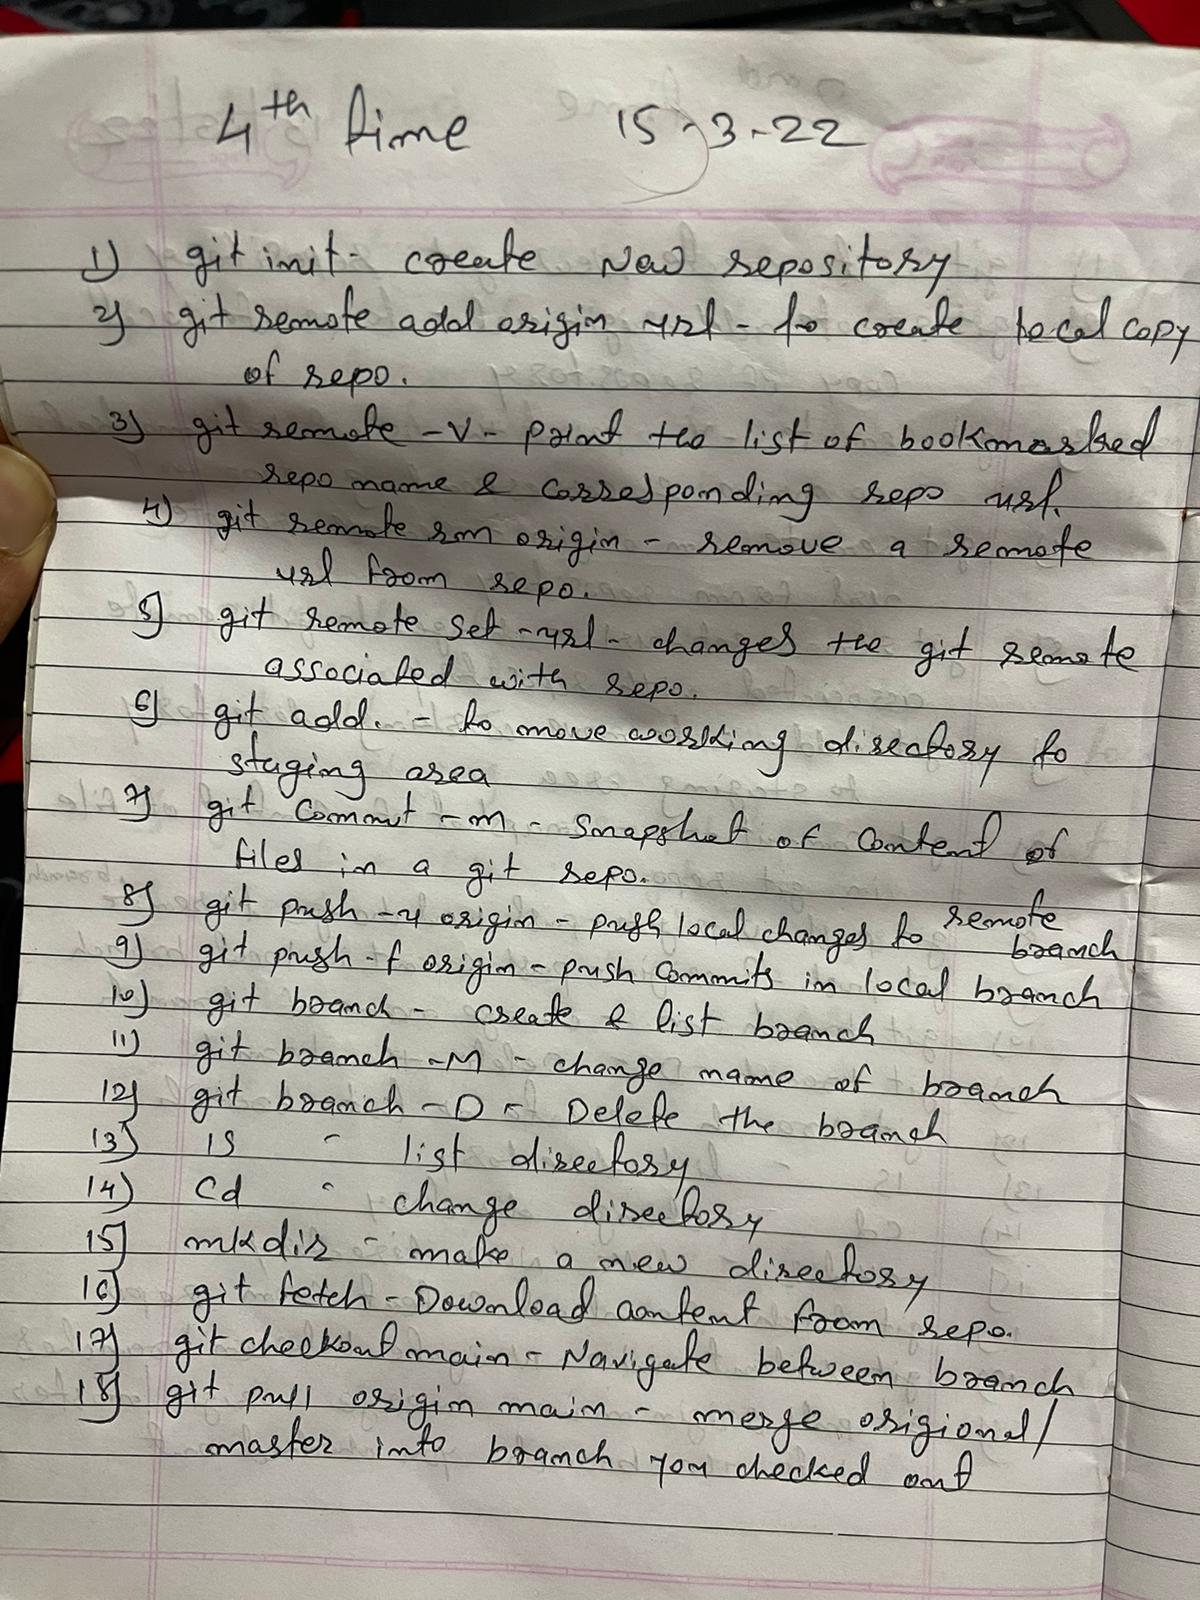 4th time 15-3-22
1) git init - create New repository
2) git remote add origin url - to create local copy
of repo.
3) git remote -v - print the list of bookmarked
repo name & corresponding repo url.
4) git remote rm origin - remove a remote
url from repo.
5) git remote set -url - changes the git remote
associated with repo.
6) git add. - to move working directory to
staging area
7) git commit -m - Snapshot of Content of
files in a git repo.
8) git push -u origin - push local changes to remote
branch
9) git push -f origin - push commits in local branch
10) git branch - create & list branch
11) git branch -M - change name of branch
12) git branch -D - Delete the branch
13) ls - list directory
14) Cd - change directory
15) mkdir - make a new directory
16) git fetch - Download content from repo.
17) git checkout main - Navigate between branch
18) git pull origin main - merge origional/
master into branch you checked out